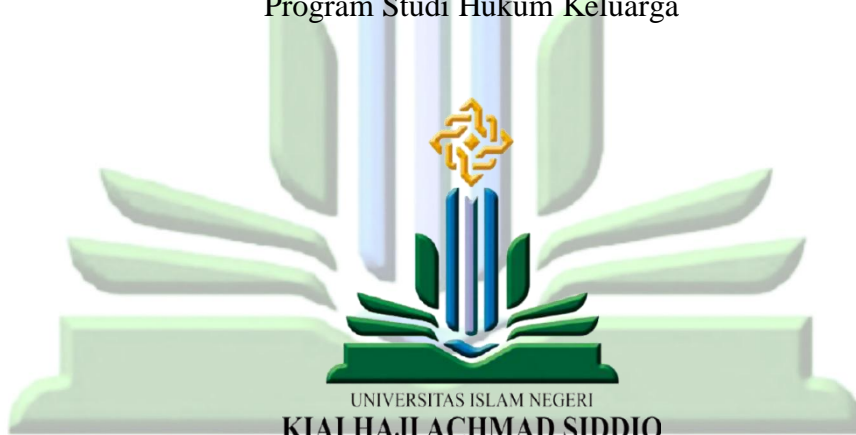 Program Studi Hukum Keluarga
UNIVERSITAS ISLAM NEGERI
KIAI HAJI ACHMAD SIDDIQ